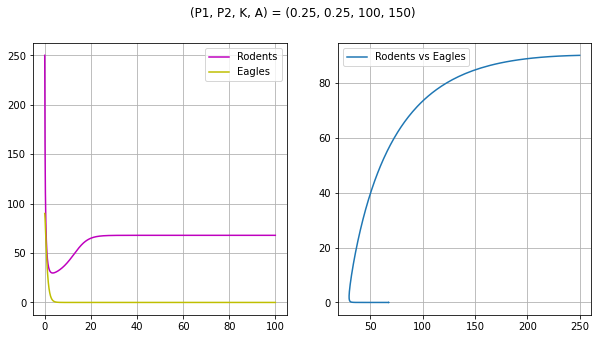 (P1, P2, K, A) = (0.25, 0.25, 100, 150)
Rodents
Eagles
250
200
150
100
50
0
0 20 40 60 80 100
Rodents vs Eagles
80
60
40
20
0
50 100 150 200 250